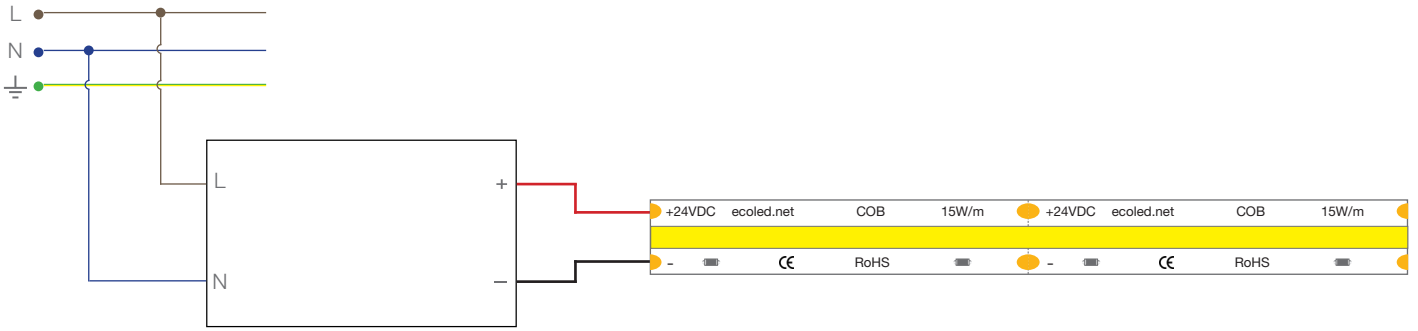 L
N
L +
N –
+24VDC ecoled.net COB 15W/m +24VDC ecoled.net COB 15W/m
- CE RoHS - CE RoHS